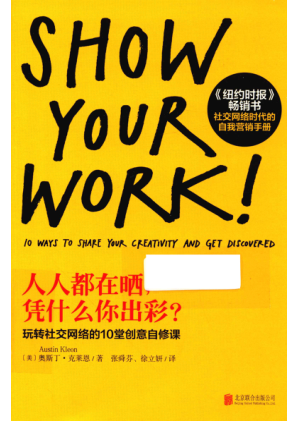 SHOW
YOUR
WORK!
《纽约时报》
畅销书
社交网络时代的
自我营销手册
10 WAYS TO SHARE YOUR CREATIVITY AND GET DISCOVERED
人人都在晒,
凭什么你出彩?
玩转社交网络的10堂创意自修课
Austin Kleon
(美)奥斯丁·克莱恩/著 张舜芬、徐立妍/译
北京联合出版公司